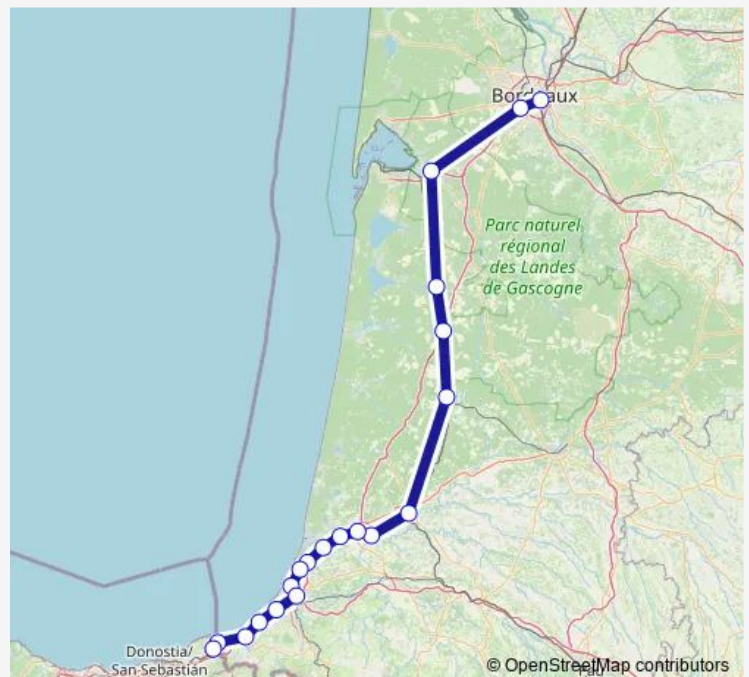 Bordeaux
Parc naturel
régional
des Landes
de Gascogne
Donostia/
San Sebastián
© OpenStreetMap contributors